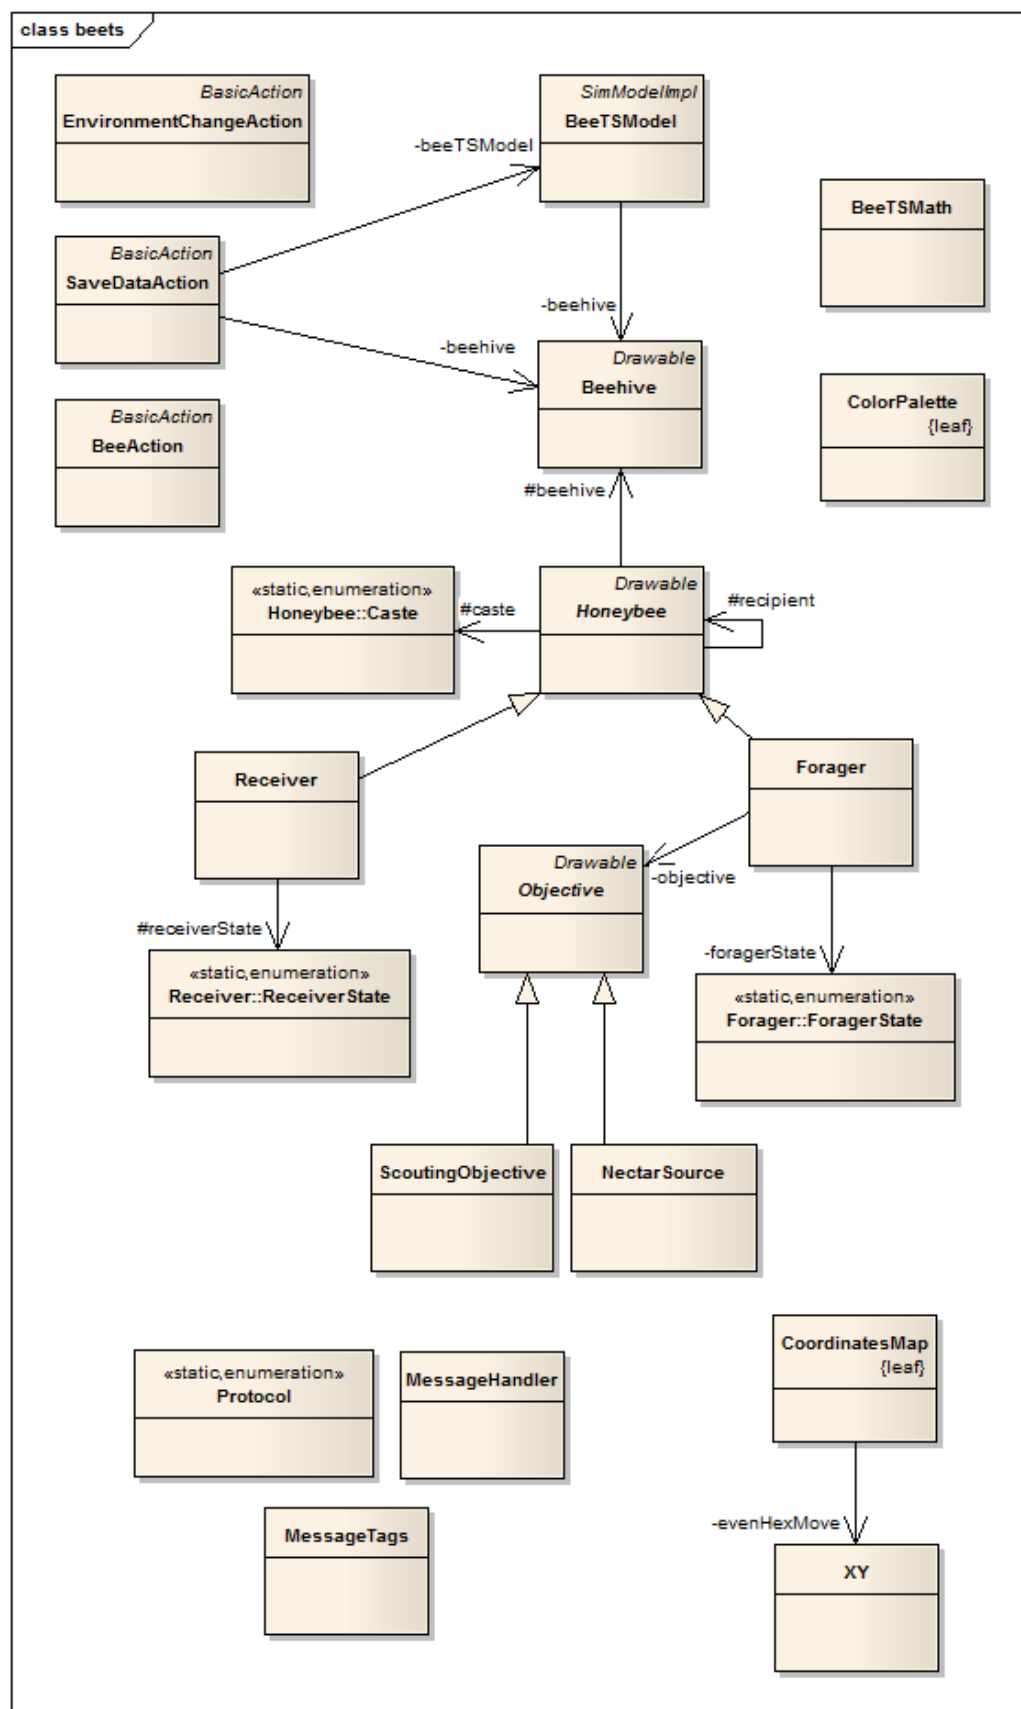 class beets
BasicAction
EnvironmentChangeAction
SimModelImpl
BeeTSModel
-beeTSModel
BeeTSMath
BasicAction
SaveDataAction
-beehive
-beehive
Drawable
Beehive
ColorPalette
{leaf}
BasicAction
BeeAction
#beehive
«static,enumeration»
Honeybee::Caste
#caste
Drawable
Honeybee
#recipient
Receiver
Forager
Drawable
Objective
-objective
#receiverState
«static,enumeration»
Receiver::ReceiverState
-foragerState
«static,enumeration»
Forager::ForagerState
ScoutingObjective
NectarSource
«static,enumeration»
Protocol
MessageHandler
CoordinatesMap
{leaf}
MessageTags
-evenHexMove
XY